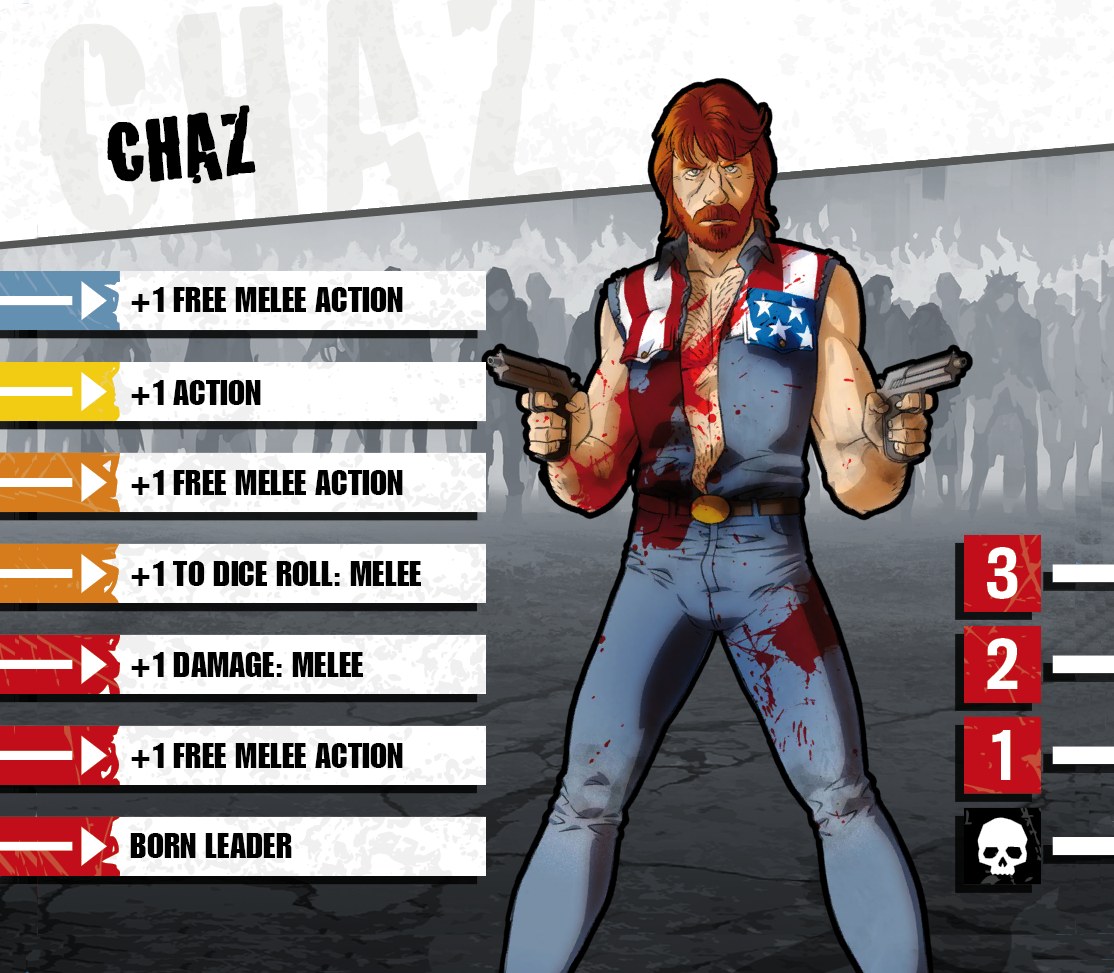 CHAZ
CHAZ
+1 FREE MELEE ACTION
+1 ACTION
+1 FREE MELEE ACTION
+1 TO DICE ROLL: MELEE
+1 DAMAGE: MELEE
+1 FREE MELEE ACTION
BORN LEADER
3
2
1